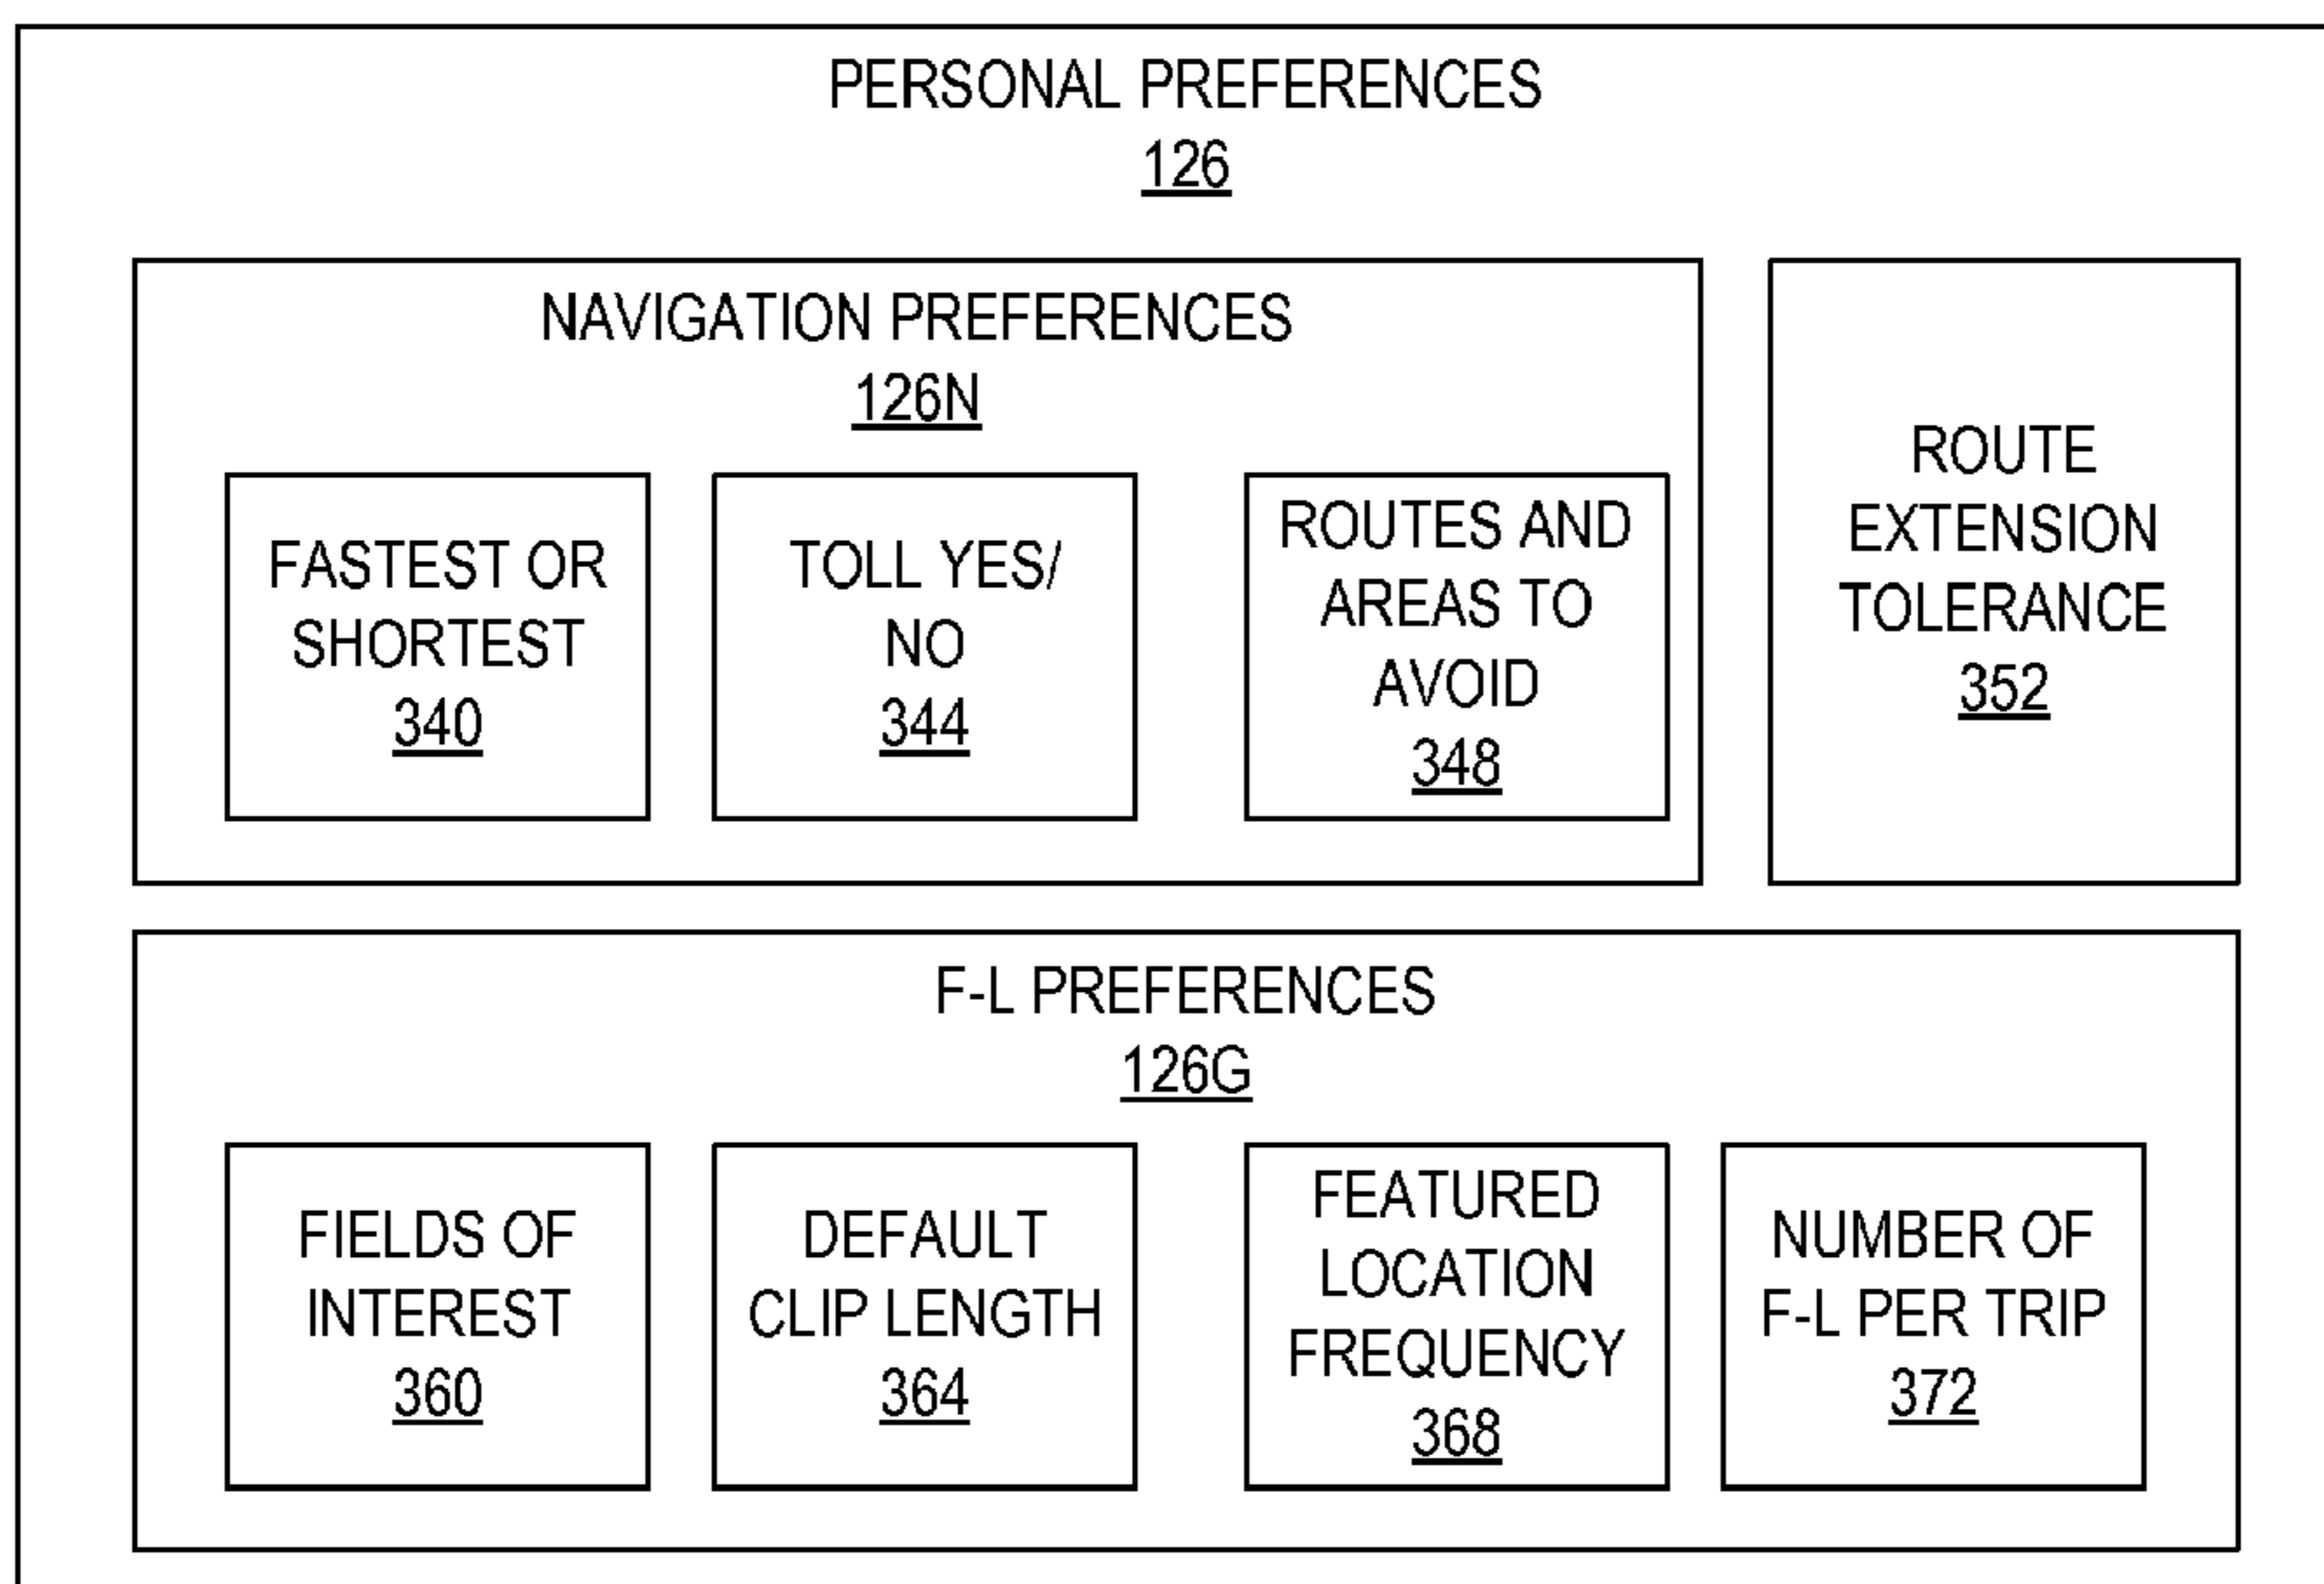 PERSONAL PREFERENCES
126
NAVIGATION PREFERENCES
126N
FASTEST OR
SHORTEST
340
TOLL YES/
NO
344
ROUTES AND
AREAS TO
AVOID
348
ROUTE
EXTENSION
TOLERANCE
352
F-L PREFERENCES
126G
FIELDS OF
INTEREST
360
DEFAULT
CLIP LENGTH
364
FEATURED
LOCATION
FREQUENCY
368
NUMBER OF
F-L PER TRIP
372